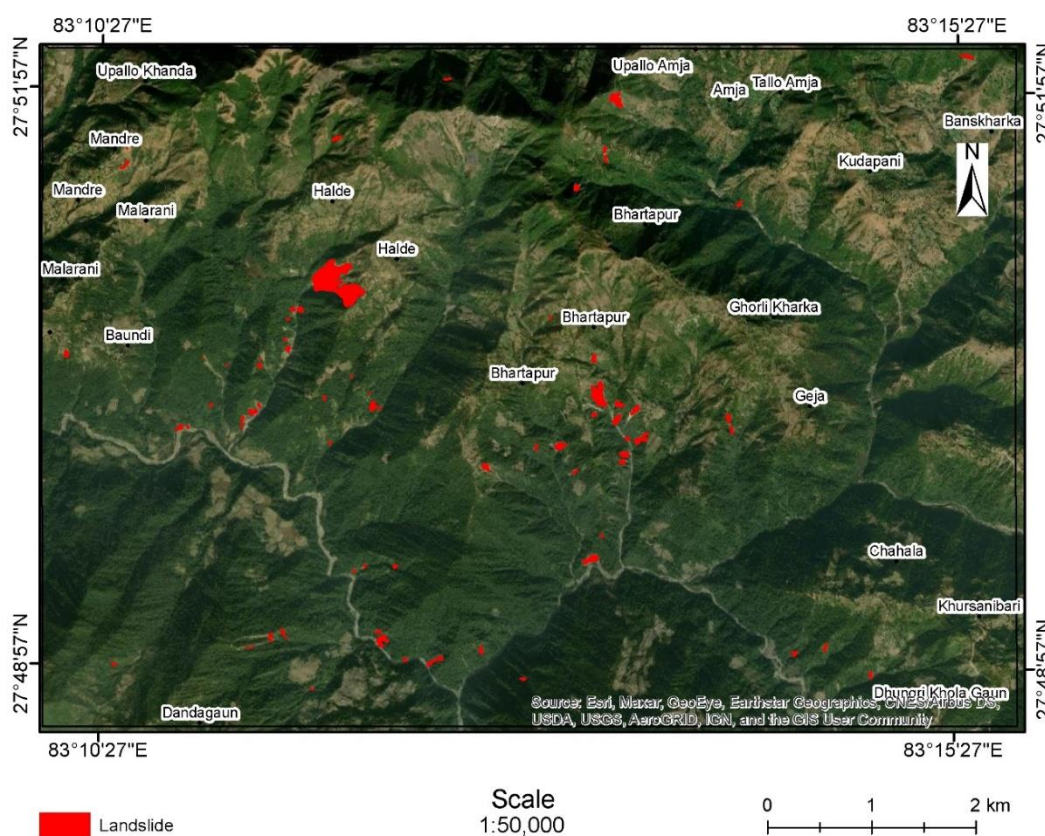 83°10'27"E 83°15'27"E
27°51'57"N
27°51'57"N
Upallo Khanda
Upallo Amja
Amja
Tallo Amja
Banskharka
Mandre
Kudapani
N
Mandre
Halde
Malarani
Bhartapur
Halde
Malarani
Ghorli Kharka
Bhartapur
Baundi
Bhartapur
Geja
Chahala
Khursanibari
27°48'57"N
27°48'57"N
Dhungri Khola Gaun
Dandagaun
Source: Esri, Maxar, GeoEye, Earthstar Geographics, CNES/Airbus DS,
USDA, USGS, AeroGRID, IGN, and the GIS User Community
83°10'27"E 83°15'27"E
Landslide
Scale
1:50,000
0 1 2 km